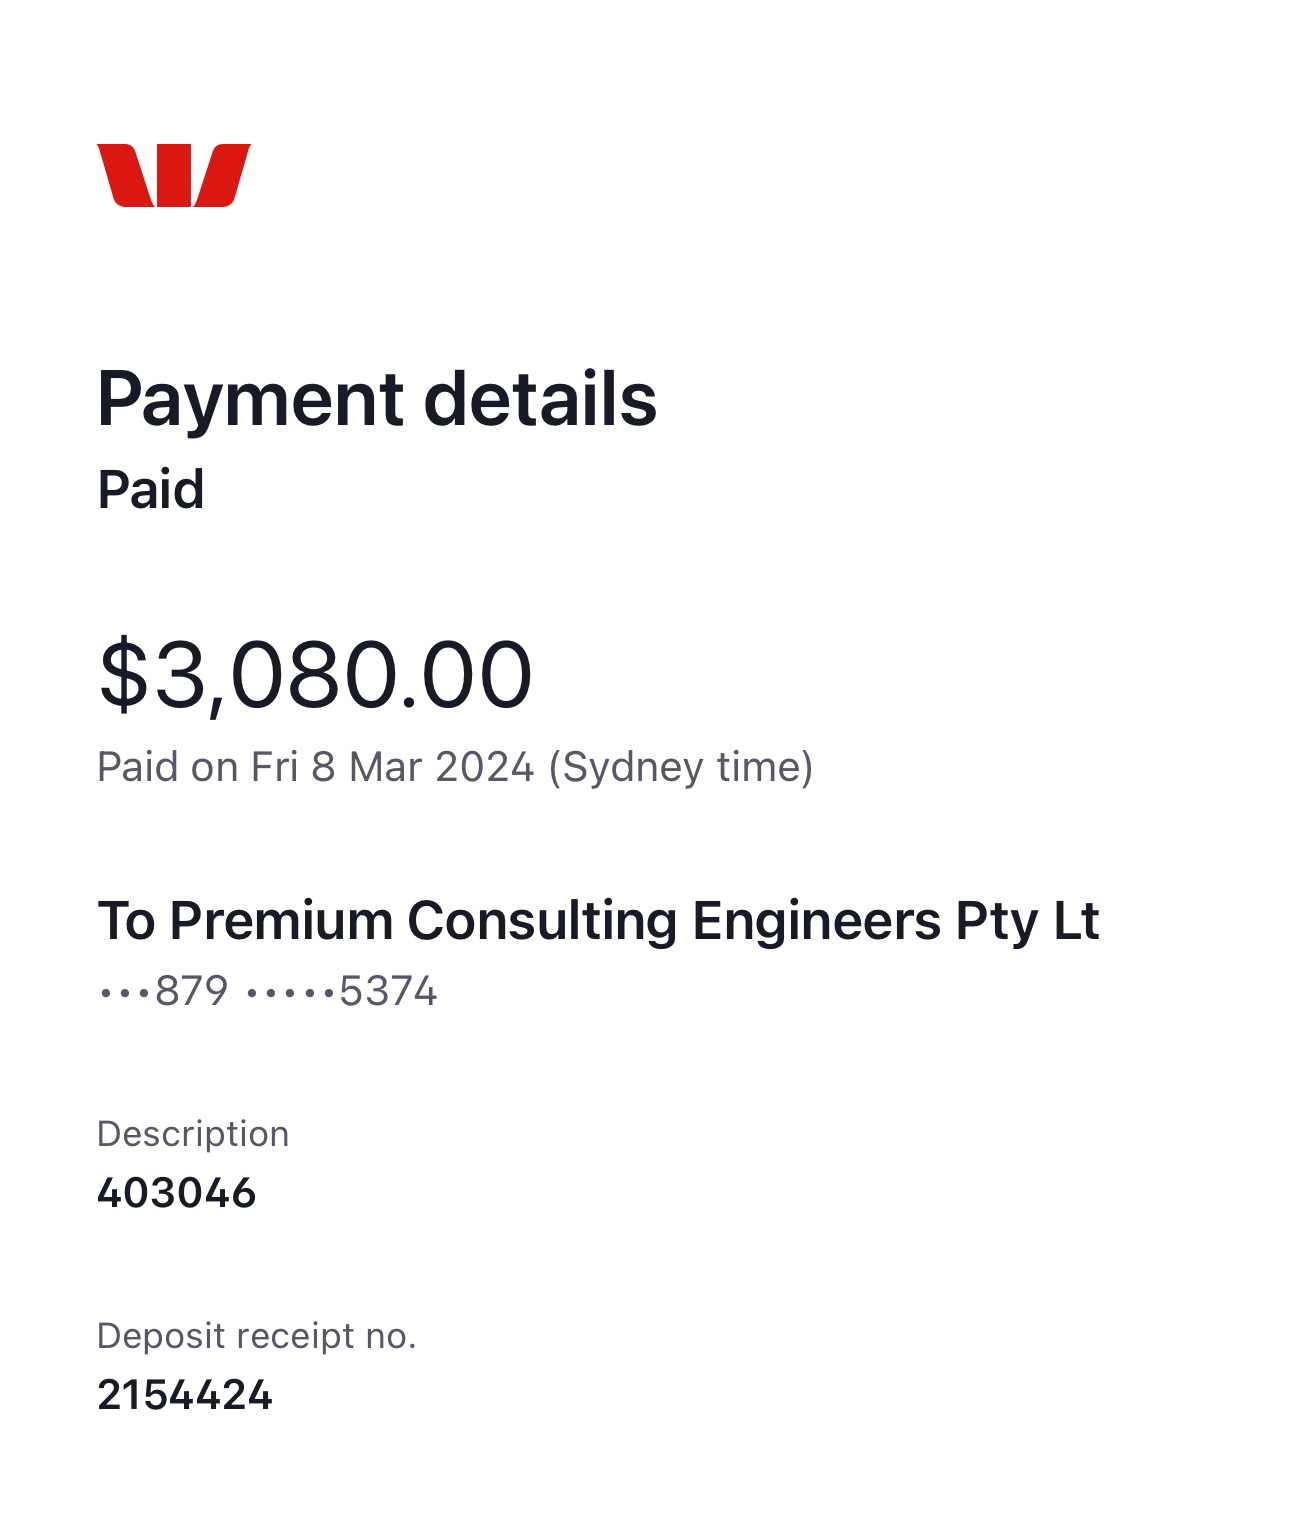 Payment details
Paid
$3,080.00
Paid on Fri 8 Mar 2024 (Sydney time)
To Premium Consulting Engineers Pty Lt
•••879 •••••5374
Description
403046
Deposit receipt no.
2154424